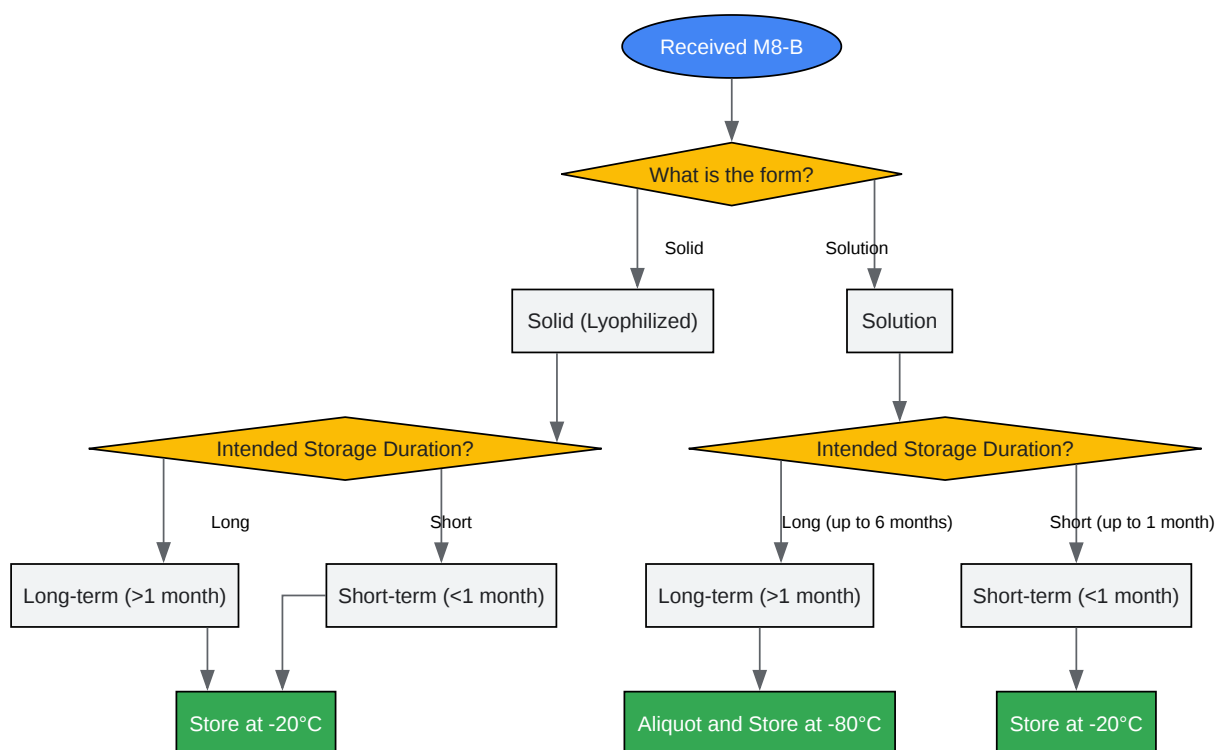 Received M8-B
What is the form?
Solid
Solution
Solid (Lyophilized)
Solution
Intended Storage Duration?
Intended Storage Duration?
Long
Short
Long (up to 6 months)
Short (up to 1 month)
Long-term (>1 month)
Short-term (<1 month)
Long-term (>1 month)
Short-term (<1 month)
Store at -20°C
Aliquot and Store at -80°C
Store at -20°C